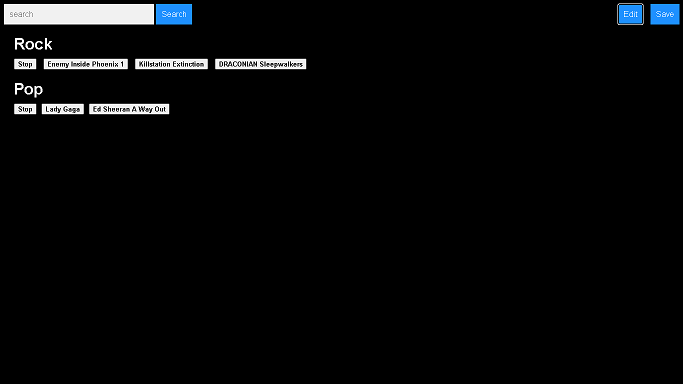 search Search Edit Save
Rock
Stop Enemy Inside Phoenix 1 Killstation Extinction DRACONIAN Sleepwalkers
Pop
Stop Lady Gaga Ed Sheeran A Way Out